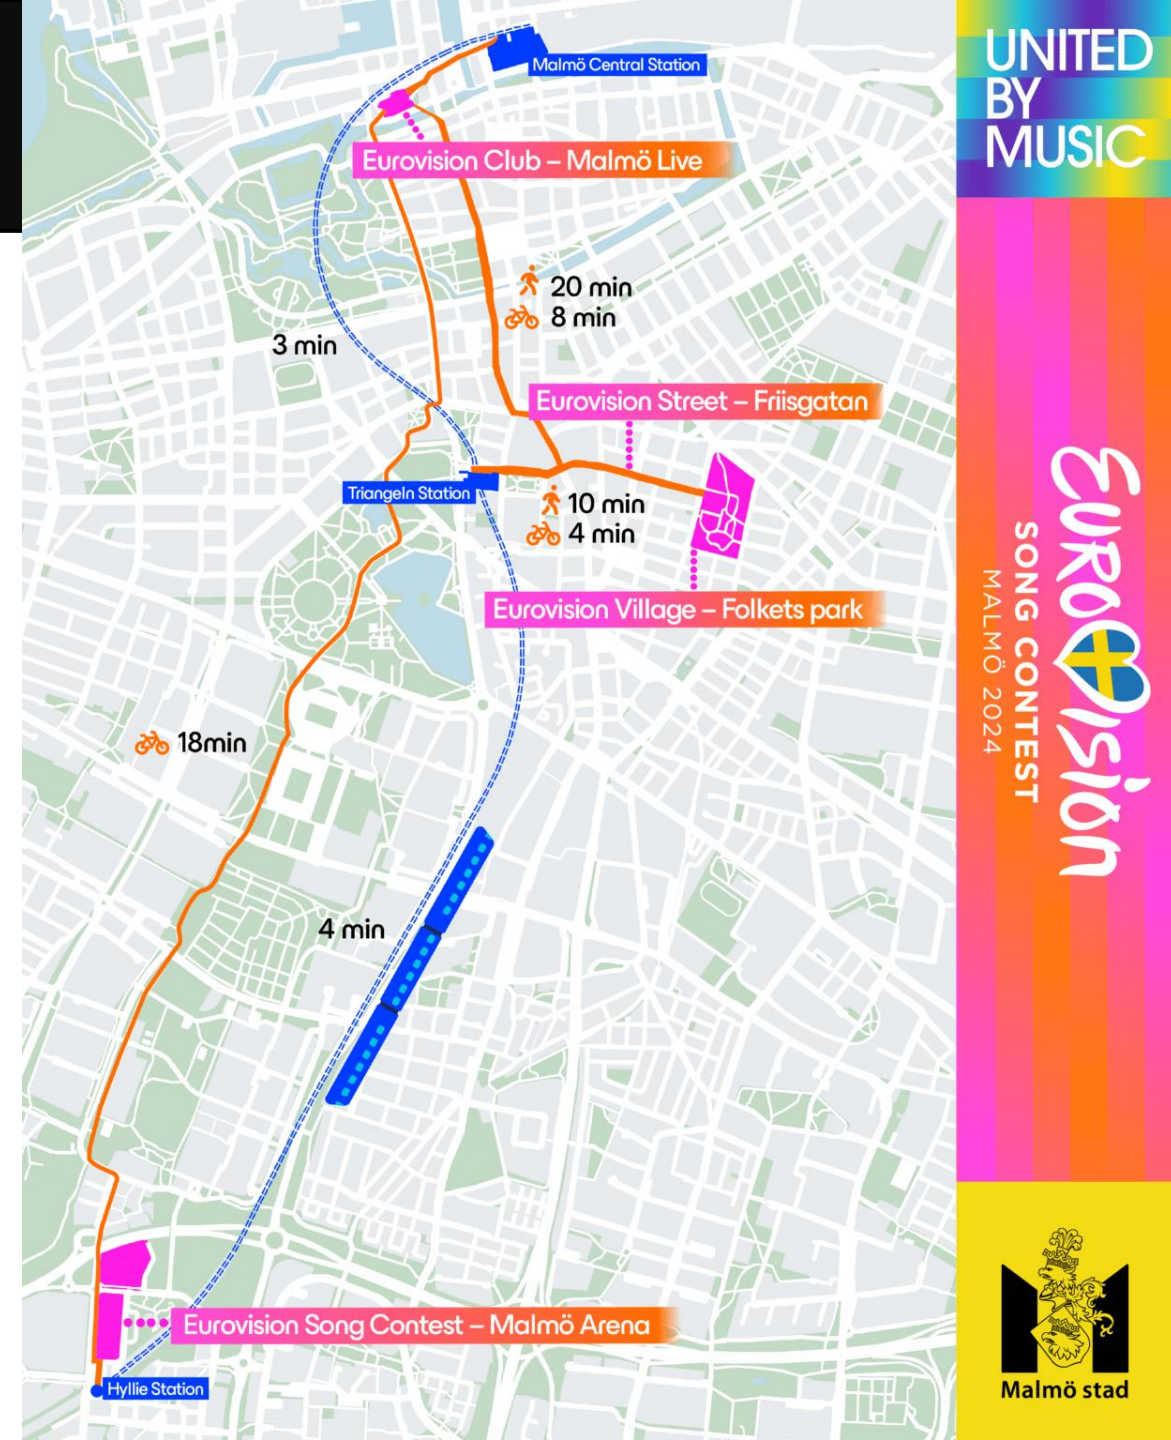 Malmö Central Station
Eurovision Club – Malmö Live
20 min
8 min
3 min
Eurovision Street – Friisgatan
Triangeln Station
10 min
4 min
Eurovision Village – Folkets park
18min
4 min
Eurovision Song Contest – Malmö Arena
Hyllie Station
UNITED
BY
MUSIC
EUROVISION
SONG CONTEST
MALMÖ 2024
Malmö stad